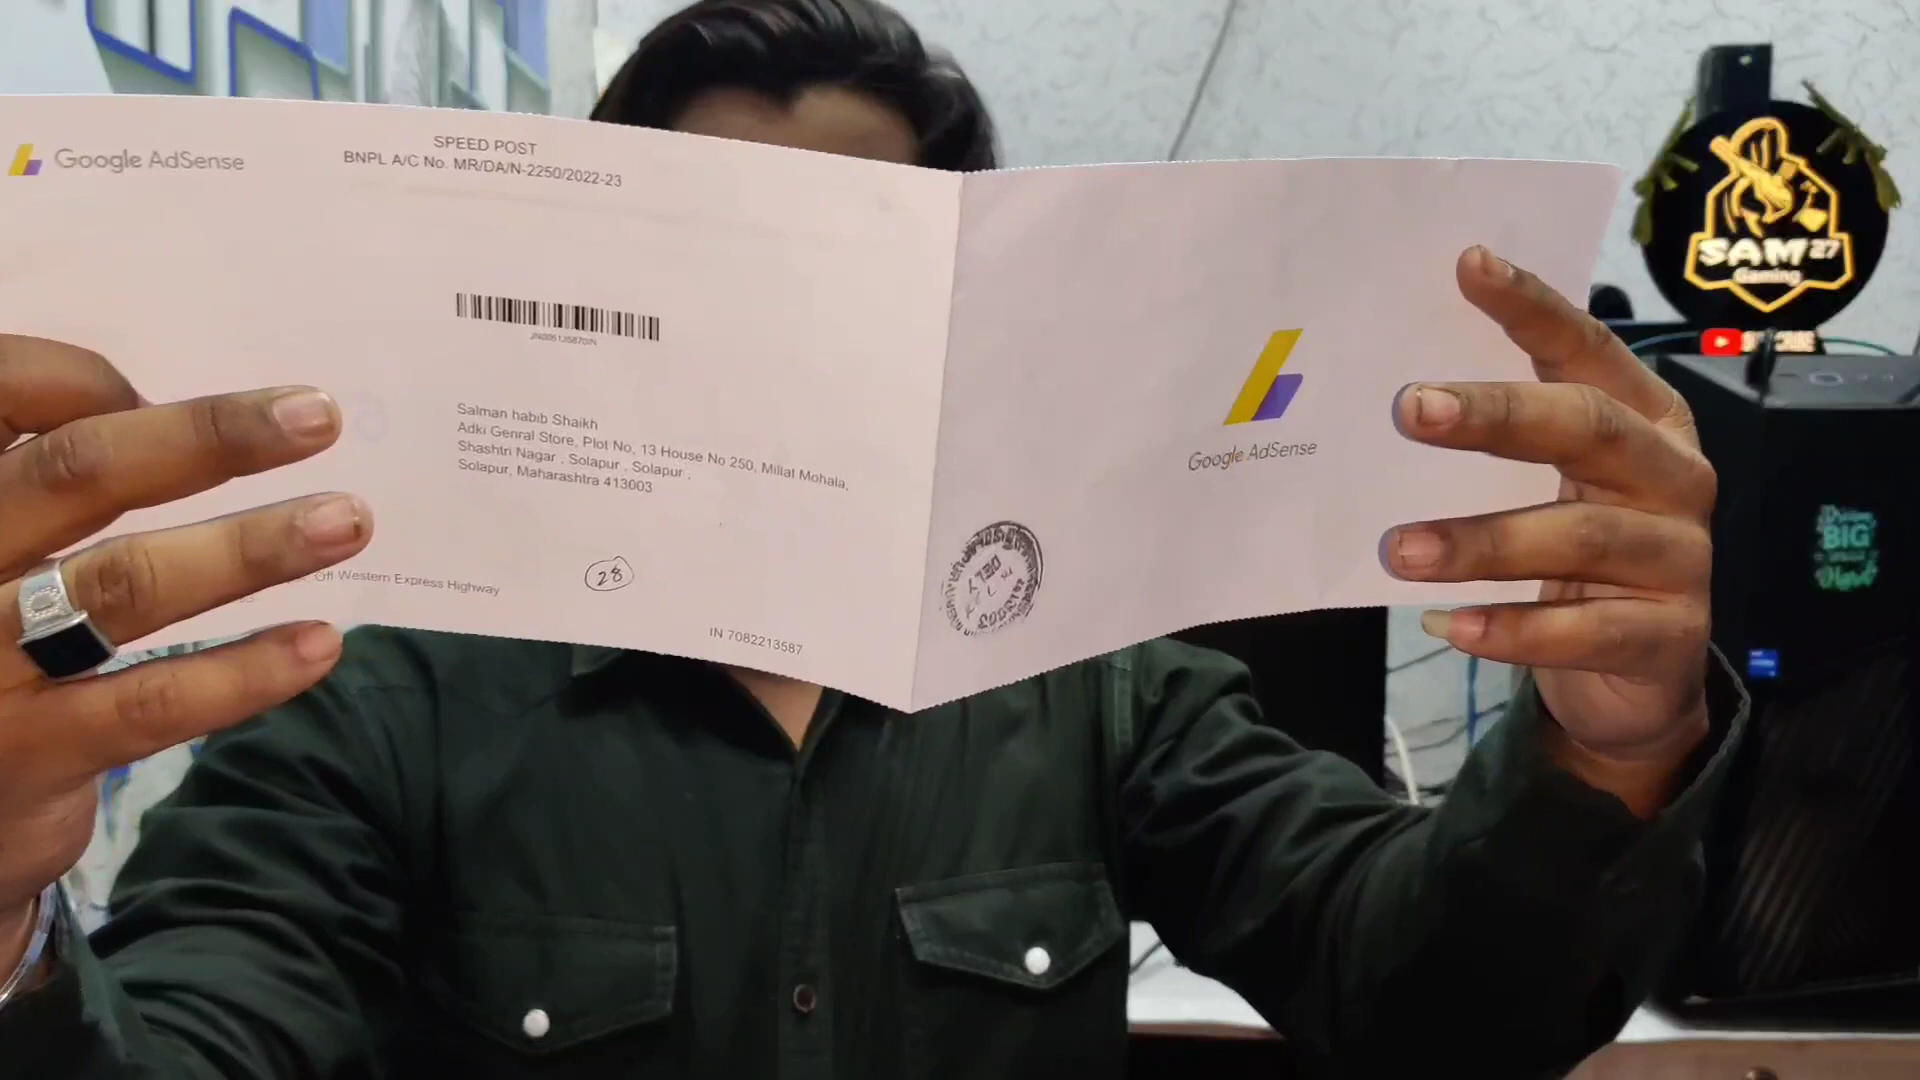 Google AdSense
SPEED POST
BNPL A/C No. MR/DA/N-2250/2022-23
Salman habib Shaikh
Adki Genral Store, Plot No, 13 House No 250, Millat Mohala,
Shashtri Nagar , Solapur , Solapur ,
Solapur, Maharashtra 413003
Off Western Express Highway
28
IN 7082213587
Google AdSense
DELY
SAM 27
Gaming
BIG